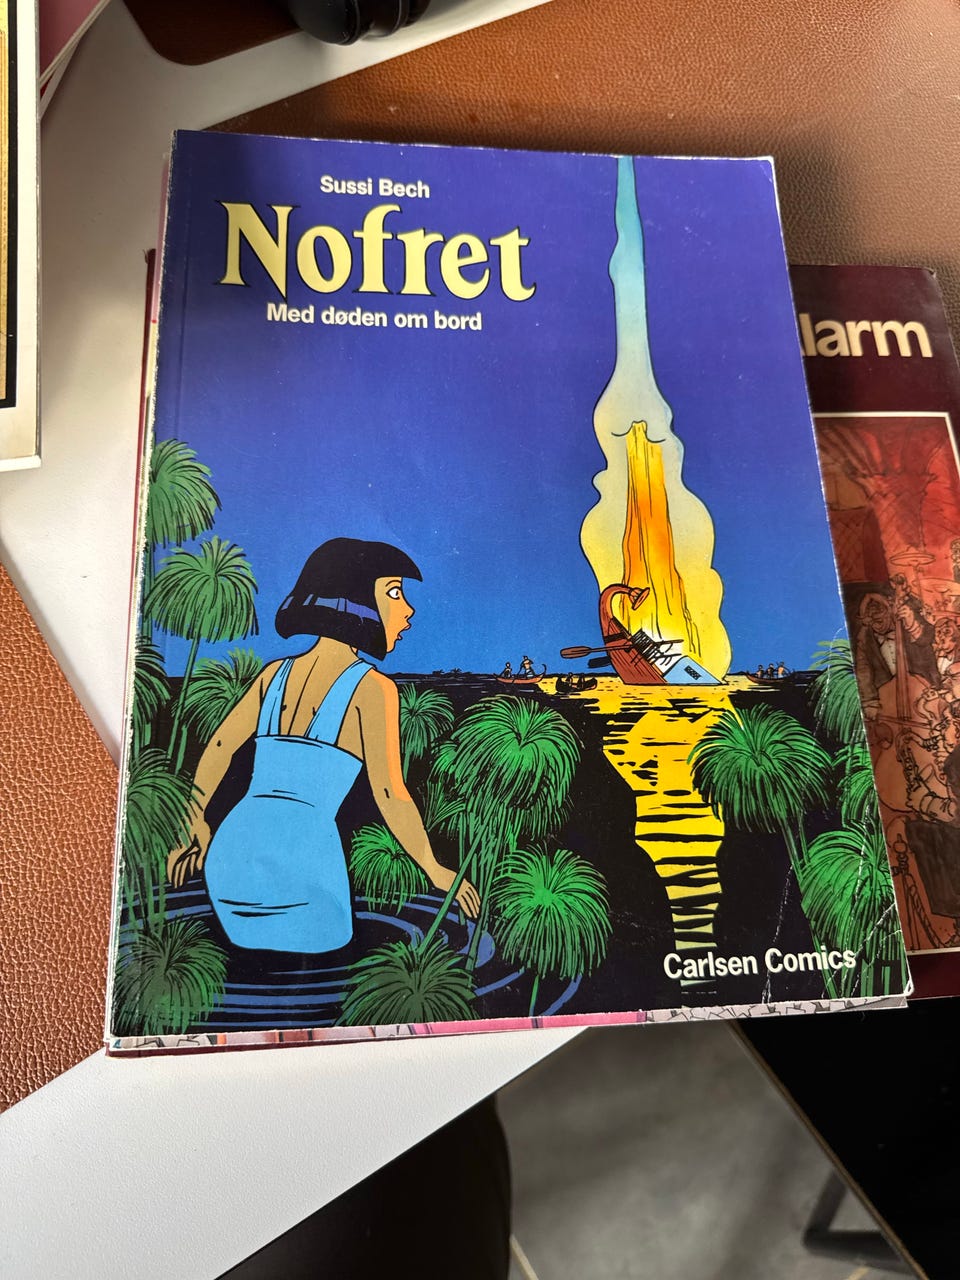 Sussi Bech
Nofret
Med døden om bord
larm
Carlsen Comics